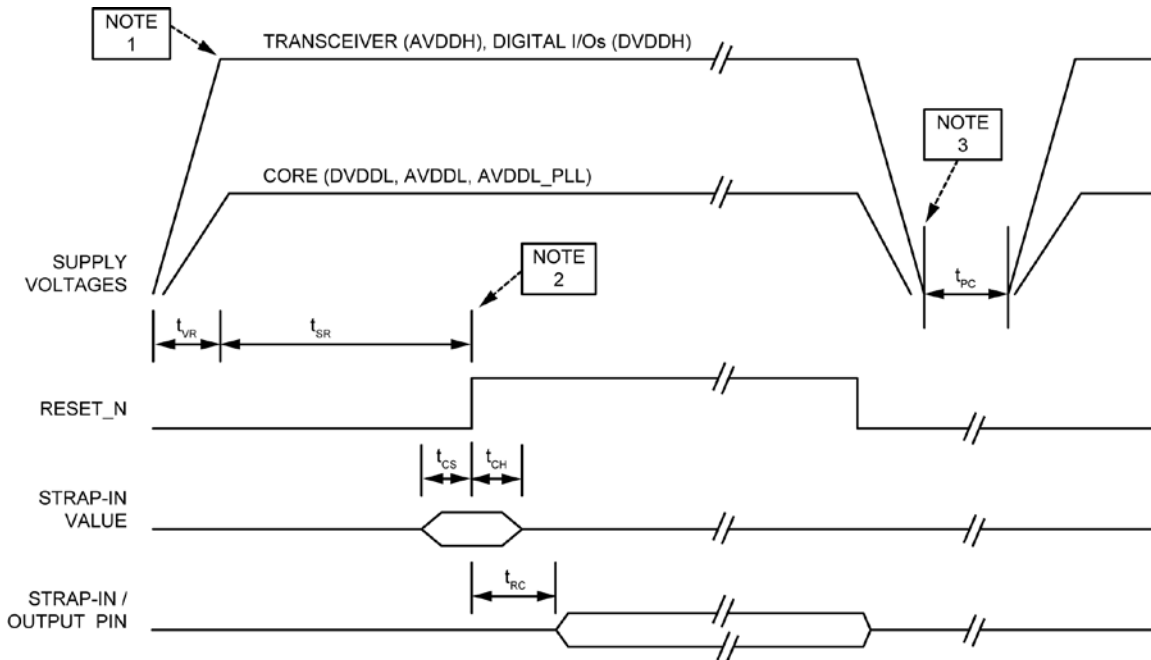 NOTE
1
TRANSCEIVER (AVDDH), DIGITAL I/Os (DVDDH)
NOTE
3
CORE (DVDDL, AVDDL, AVDDL_PLL)
SUPPLY
VOLTAGES
NOTE
2
tPC
tVR
tSR
RESET_N
tCS
tCH
STRAP-IN
VALUE
tRC
STRAP-IN /
OUTPUT PIN